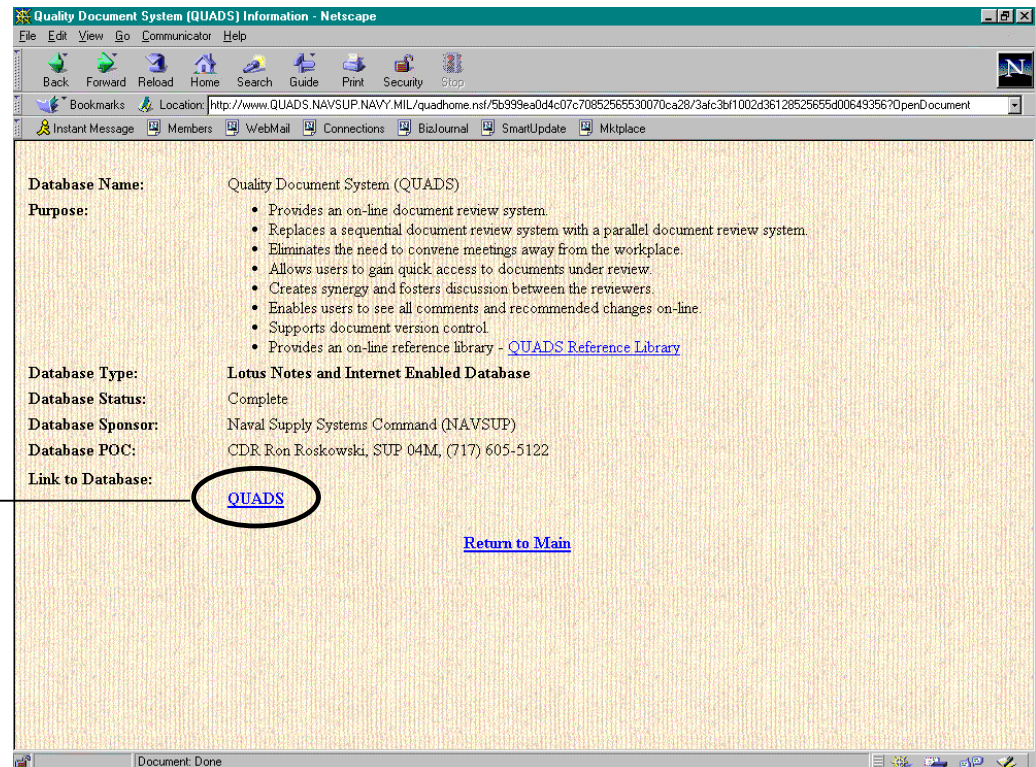 Quality Document System (QUADS) Information - Netscape
File Edit View Go Communicator Help
Back Forward Reload Home Search Guide Print Security Stop
N
Bookmarks Location: http://www.QUADS.NAVSUP.NAVY.MIL/quadhome.nsf/5b999ea0d4c07c70852565530070ca28/3afc3bf1002d36128525655d00649356?OpenDocument
Instant Message Members WebMail Connections BizJournal SmartUpdate Mktplace
Database Name: Quality Document System (QUADS)
Purpose: • Provides an on-line document review system.
• Replaces a sequential document review system with a parallel document review system.
• Eliminates the need to convene meetings away from the workplace.
• Allows users to gain quick access to documents under review.
• Creates synergy and fosters discussion between the reviewers.
• Enables users to see all comments and recommended changes on-line.
• Supports document version control.
• Provides an on-line reference library - QUADS Reference Library
Database Type: Lotus Notes and Internet Enabled Database
Database Status: Complete
Database Sponsor: Naval Supply Systems Command (NAVSUP)
Database POC: CDR Ron Roskowski, SUP 04M, (717) 605-5122
Link to Database:
QUADS
Return to Main
Document: Done